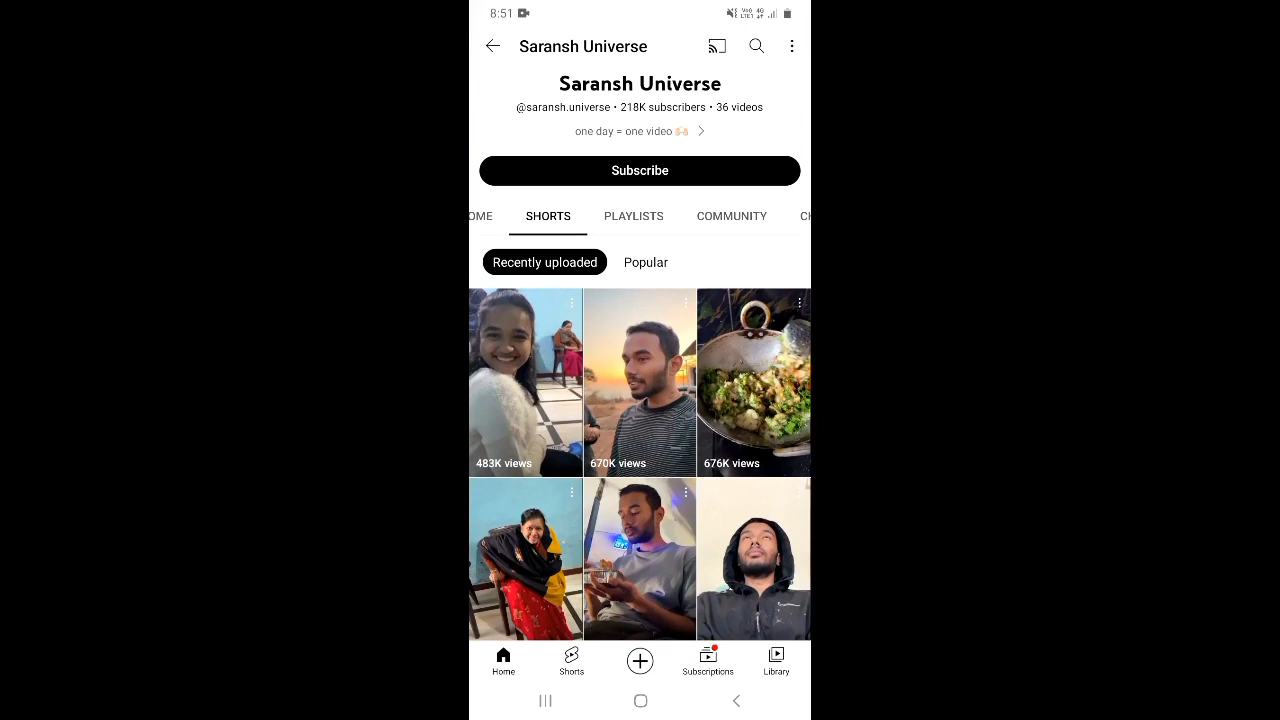 8:51
Saransh Universe
Saransh Universe
@saransh.universe • 218K subscribers • 36 videos
one day = one video 🙌🏻
Subscribe
OME SHORTS PLAYLISTS COMMUNITY CH
Recently uploaded Popular
483K views 670K views 676K views
Home Shorts Subscriptions Library